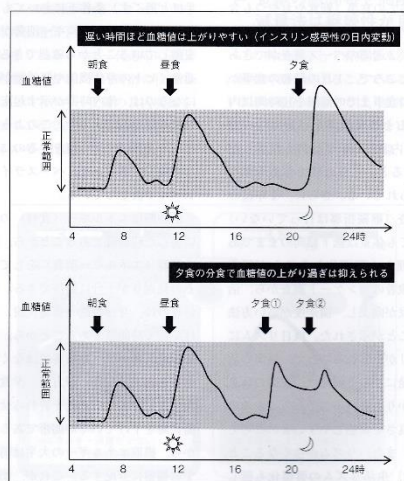 遅い時間ほど血糖値は上がりやすい（インスリン感受性の日内変動）
朝食 昼食 夕食
血糖値
正常範囲
4 8 12 16 20 24時
夕食の分食で血糖値の上がり過ぎは抑えられる
朝食 昼食 夕食① 夕食②
血糖値
正常範囲
4 8 12 16 20 24時